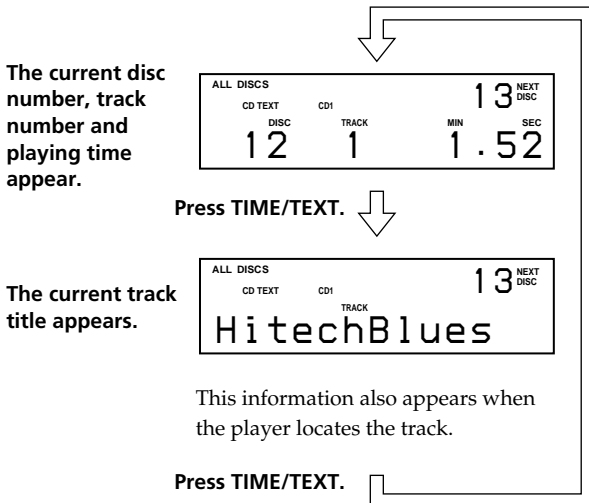 The current disc
number, track
number and
playing time
appear.
ALL DISCS
CD TEXT CD1 13 NEXT DISC
DISC TRACK MIN SEC
12 1 1.52
Press TIME/TEXT.
The current track
title appears.
ALL DISCS
CD TEXT CD1 13 NEXT DISC
TRACK
HitechBlues
This information also appears when
the player locates the track.
Press TIME/TEXT.